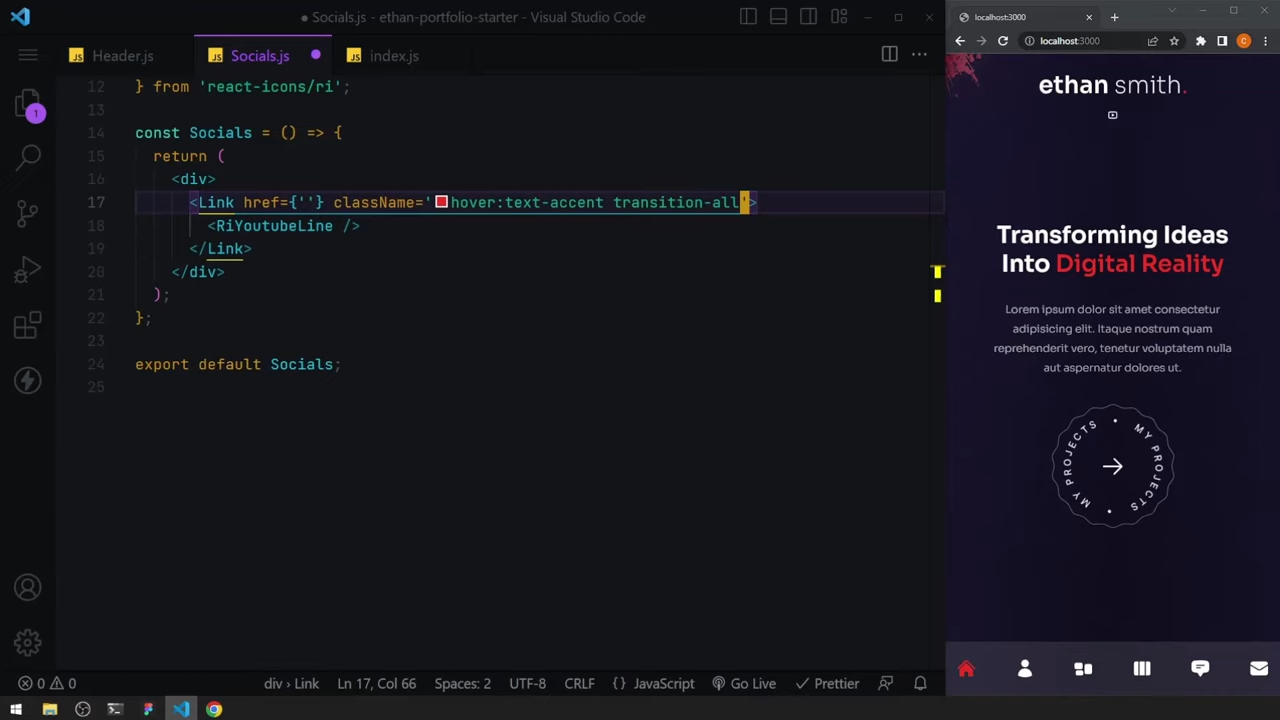 ● Socials.js - ethan-portfolio-starter - Visual Studio Code
JS Header.js
JS Socials.js
JS index.js
1
12 } from 'react-icons/ri';
13
14 const Socials = () => {
15 return (
16 <div>
17 <Link href={''} className='hover:text-accent transition-all'>
18 <RiYoutubeLine />
19 </Link>
20 </div>
21 );
22 };
23
24 export default Socials;
25
0 0
div › Link
Ln 17, Col 66
Spaces: 2
UTF-8
CRLF
{} JavaScript
Go Live
Prettier
localhost:3000
localhost:3000
C
ethan smith.
Transforming Ideas
Into Digital Reality
Lorem ipsum dolor sit amet consectetur
adipisicing elit. Itaque nostrum quam
reprehenderit vero, tenetur voluptatem nulla
aut aspernatur dolores ut.
MY PROJECTS • MY PROJECTS •